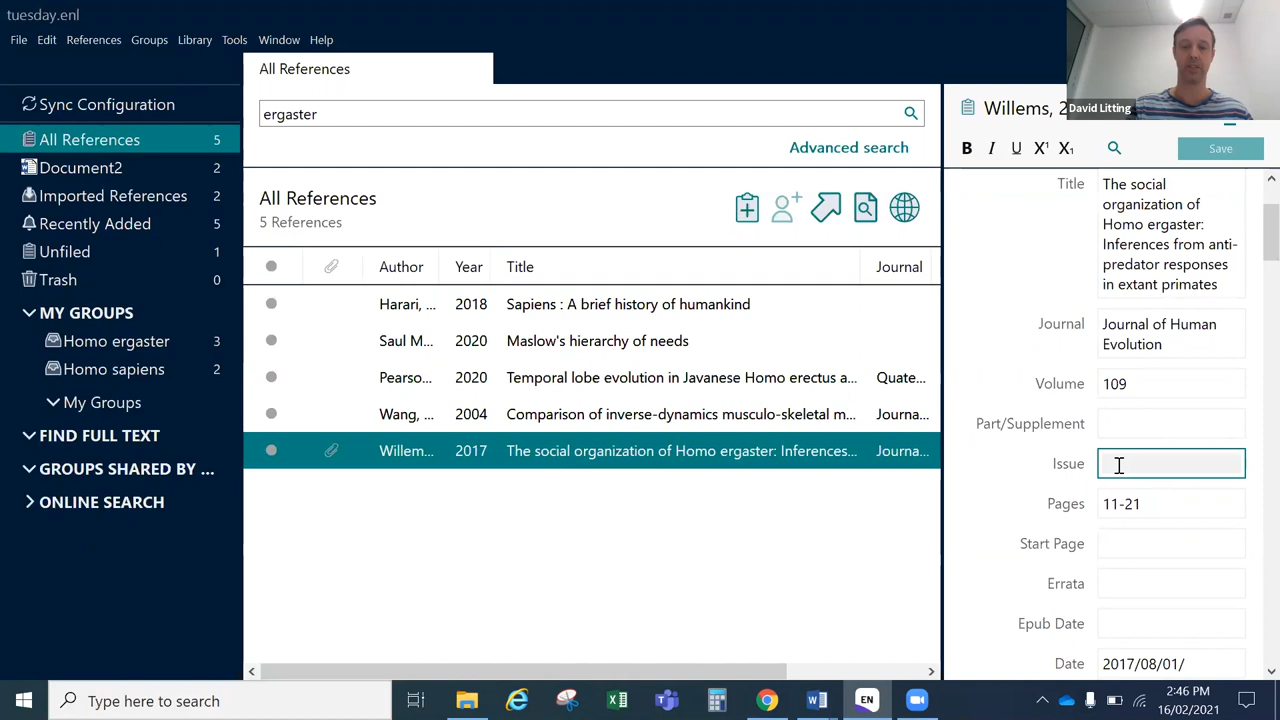 tuesday.enl
File Edit References Groups Library Tools Window Help
All References
Sync Configuration
All References 5
Document2 2
Imported References 2
Recently Added 5
Unfiled 1
Trash 0
MY GROUPS
Homo ergaster 3
Homo sapiens 2
My Groups
FIND FULL TEXT
GROUPS SHARED BY ...
ONLINE SEARCH
ergaster
Advanced search
All References
5 References
Author Year Title Journal
Harari, ... 2018 Sapiens : A brief history of humankind
Saul M... 2020 Maslow's hierarchy of needs
Pearso... 2020 Temporal lobe evolution in Javanese Homo erectus a... Quate...
Wang, ... 2004 Comparison of inverse-dynamics musculo-skeletal m... Journa...
Willem... 2017 The social organization of Homo ergaster: Inferences... Journa...
Willems, 2
David Litting
B I U X¹ X₁ Save
Title The social
organization of
Homo ergaster:
Inferences from anti-
predator responses
in extant primates
Journal Journal of Human
Evolution
Volume 109
Part/Supplement
Issue
Pages 11-21
Start Page
Errata
Epub Date
Date 2017/08/01/
Type here to search
EN
2:46 PM
16/02/2021